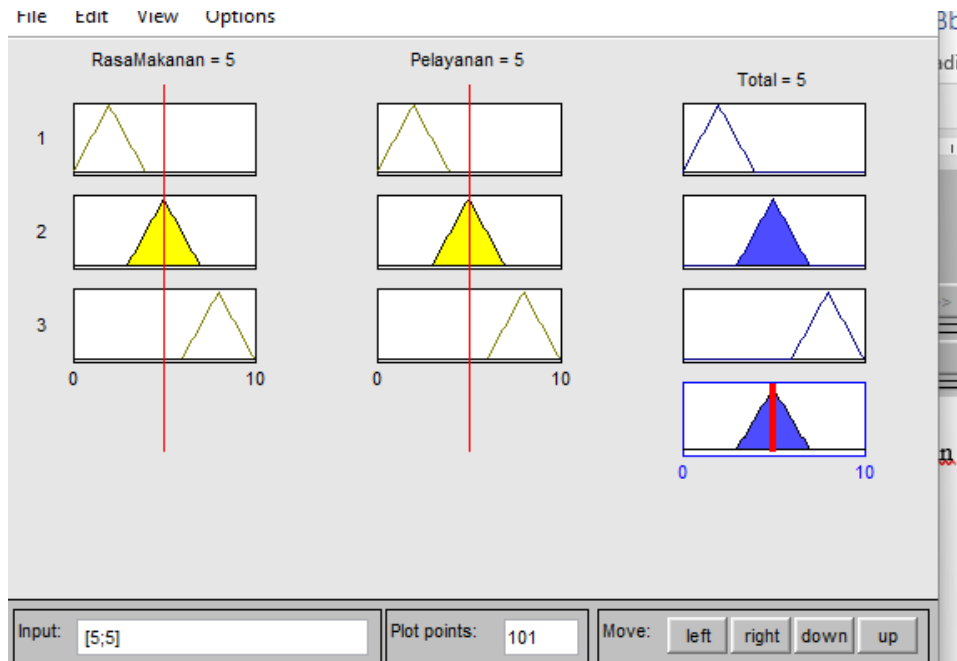 File Edit View Options
RasaMakanan = 5
Pelayanan = 5
Total = 5
1
2
3
0 10
0 10
0 10
Input: [5;5]
Plot points: 101
Move: left right down up